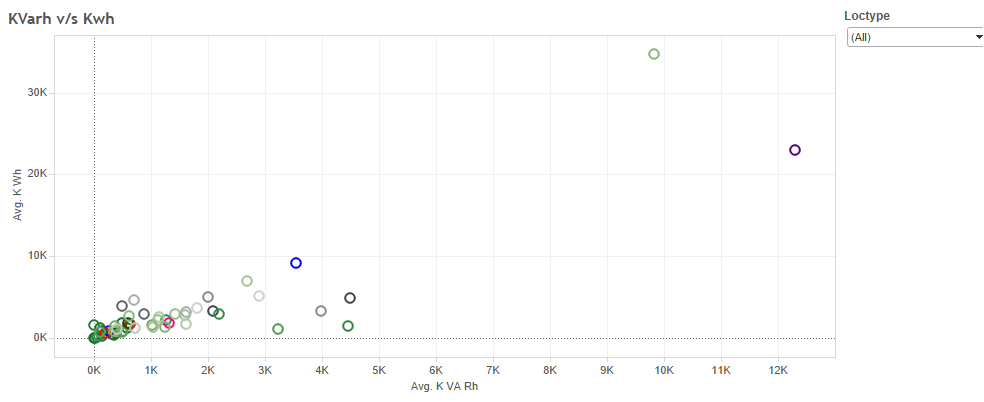 KVarh v/s Kwh
Loctype
(All)
30K
20K
10K
0K
Avg. K Wh
0K 1K 2K 3K 4K 5K 6K 7K 8K 9K 10K 11K 12K
Avg. K VA Rh